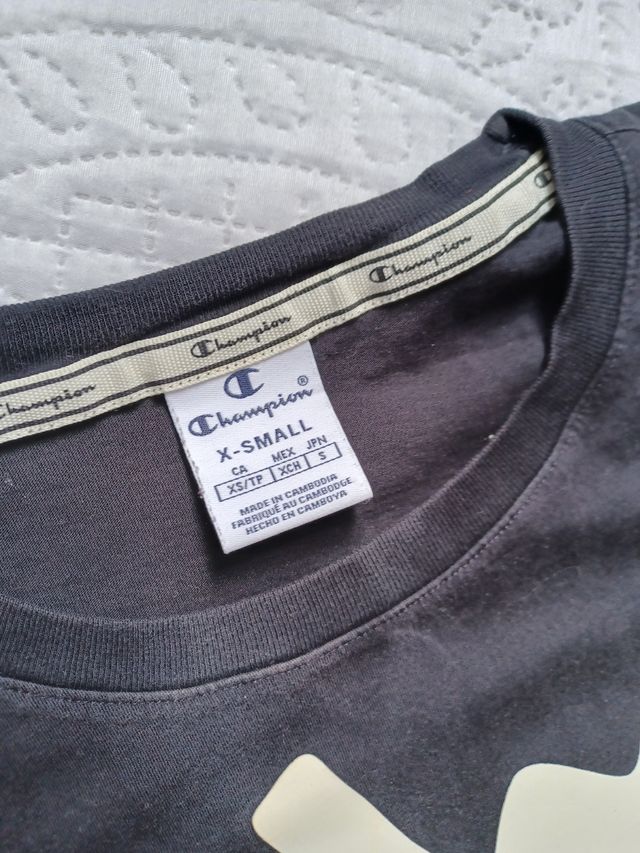 Champion
Champion
Champion
C
Champion®
X-SMALL
CA MEX JPN
XS/TP XCH S
MADE IN CAMBODIA
FABRIQUÉ AU CAMBODGE
HECHO EN CAMBOYA